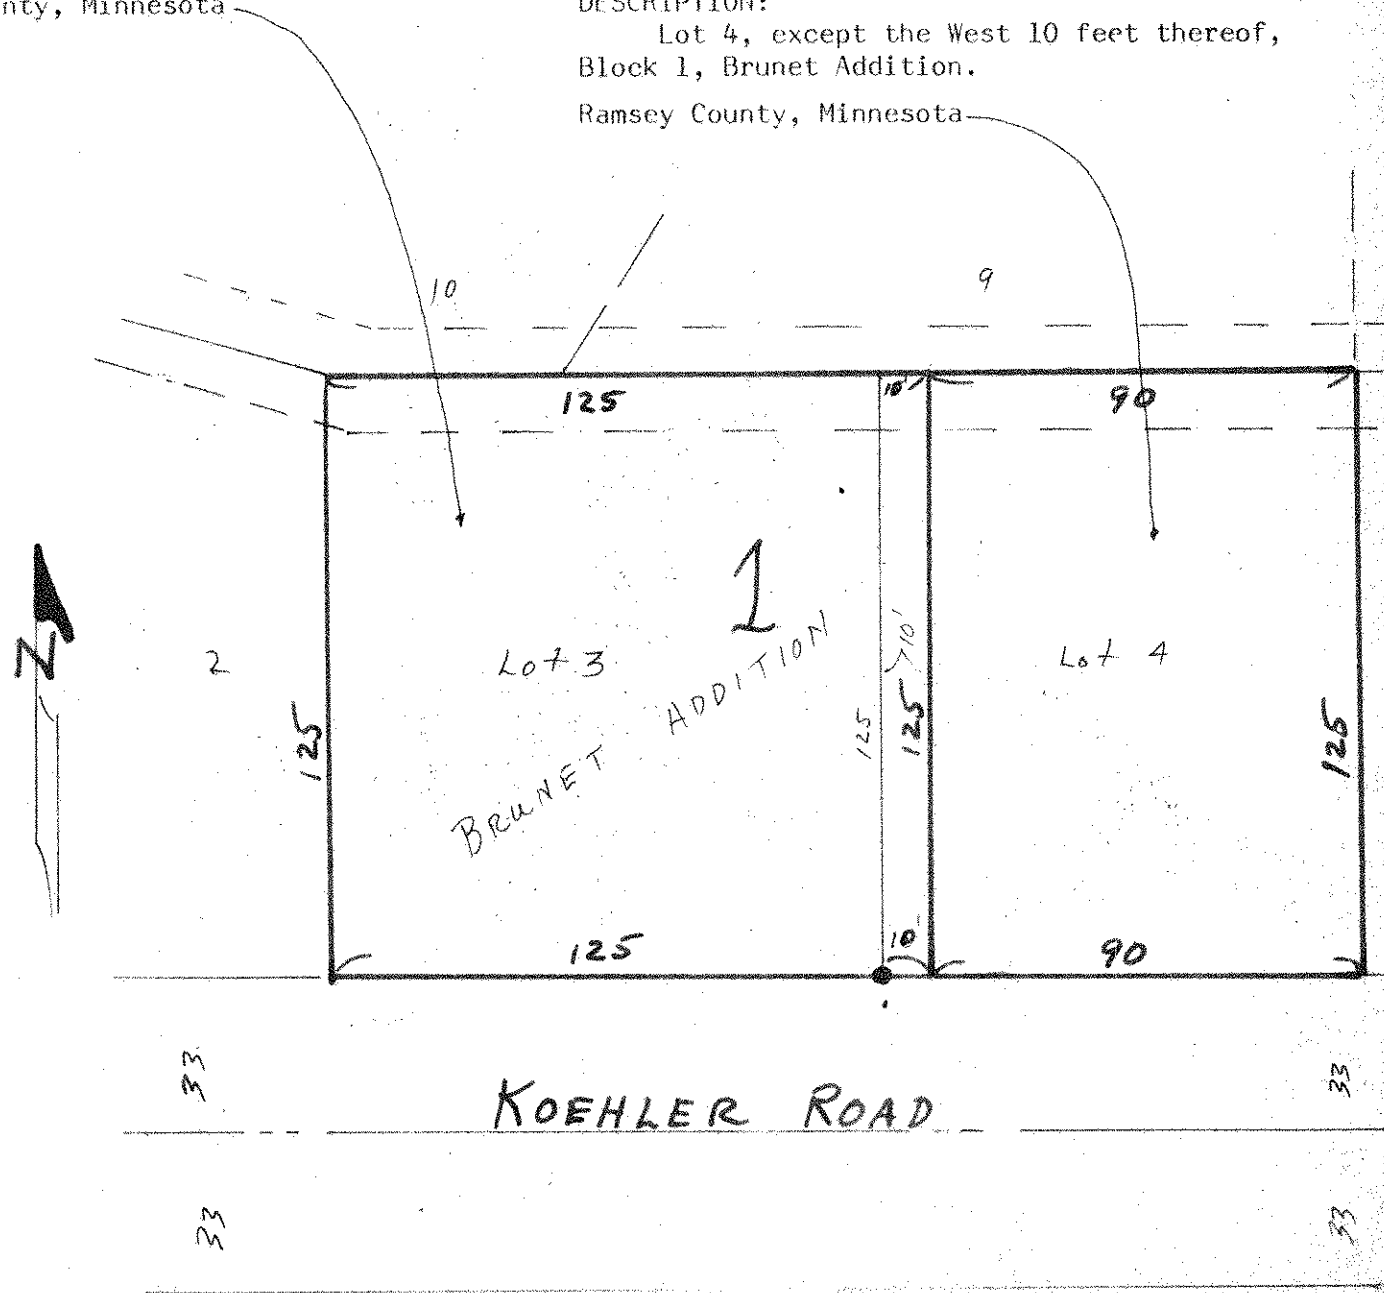 nty, Minnesota
DESCRIPTION:
Lot 4, except the West 10 feet thereof,
Block 1, Brunet Addition.
Ramsey County, Minnesota
10
9
125
10'
90
1
N
2
Lot 3
BRUNET ADDITION
10'
Lot 4
125
125
125
125
125
10'
90
33
33
KOEHLER ROAD
33
33